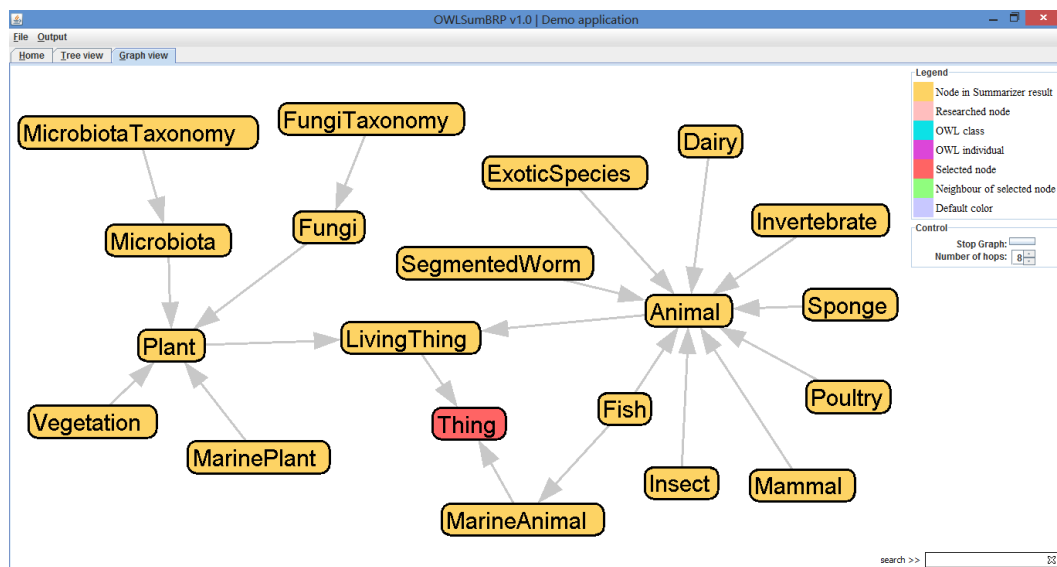 OWLSumBRP v1.0 | Demo application
File Output
Home Tree view Graph view
Legend
Node in Summarizer result
Researched node
OWL class
OWL individual
Selected node
Neighbour of selected node
Default color
Control
Stop Graph:
Number of hops: 8
MicrobiotaTaxonomy
FungiTaxonomy
Dairy
ExoticSpecies
Invertebrate
Microbiota
Fungi
SegmentedWorm
Animal
Sponge
Plant
LivingThing
Poultry
Vegetation
Thing
Fish
MarinePlant
Insect
Mammal
MarineAnimal
search >>